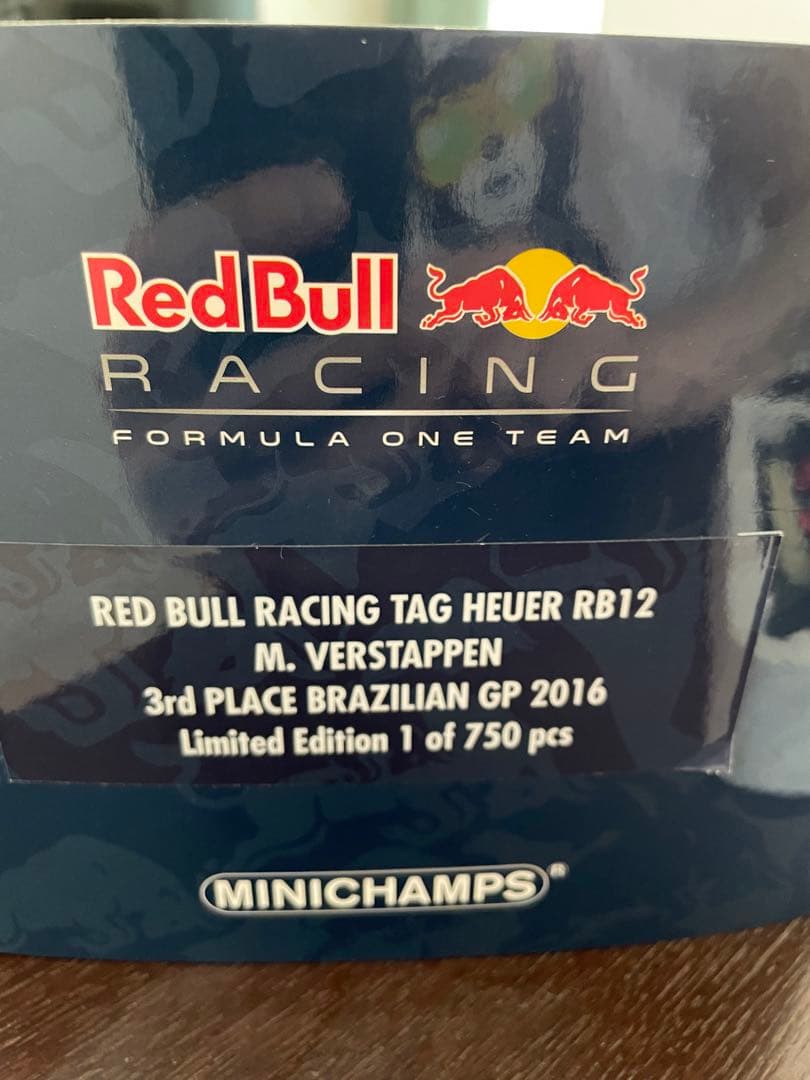 Red Bull
RACING
FORMULA ONE TEAM
RED BULL RACING TAG HEUER RB12
M. VERSTAPPEN
3rd PLACE BRAZILIAN GP 2016
Limited Edition 1 of 750 pcs
MINICHAMPS®